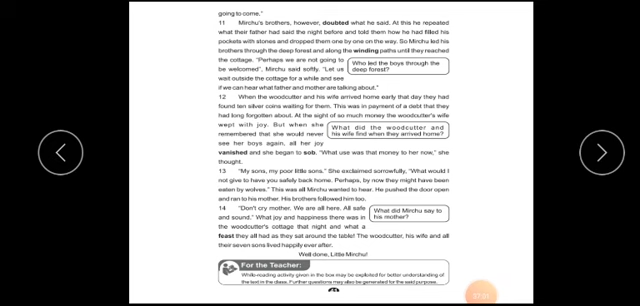 going to come."
11 Mirchu's brothers, however, doubted what he said. At this he repeated
what their father had said the night before and told them how he had filled his
pockets with stones and dropped them one by one on the way. So Mirchu led his
brothers through the deep forest and along the winding paths until they reached
the cottage. "Perhaps we are not going to
be welcomed", Mirchu said softly. "Let us
wait outside the cottage for a while and see
Who led the boys through the
deep forest?
if we can hear what father and mother are talking about."
12 When the woodcutter and his wife arrived home early that day they had
found ten silver coins waiting for them. This was in payment of a debt that they
had long forgotten about. At the sight of so much money the woodcutter's wife
wept with joy. But when she
remembered that she would never
see her boys again, all her joy
What did the woodcutter and
his wife find when they arrived home?
vanished and she began to sob. "What use was that money to her now," she
thought.
13 "My sons, my poor little sons." She exclaimed sorrowfully, "What would I
not give to have you safely back home. Perhaps, by now they might have been
eaten by wolves." This was all Mirchu wanted to hear. He pushed the door open
and ran to his mother. His brothers followed him too.
14 "Don't cry mother. We are all here. All safe
and sound." What joy and happiness there was in
the woodcutter's cottage that night and what a
What did Mirchu say to
his mother?
feast they all had as they sat around the table! The woodcutter, his wife and all
their seven sons lived happily ever after.
Well done, Little Mirchu!
For the Teacher:
While-reading activity given in the box may be exploited for better understanding of
the text in the class. Further questions may also be generated for the said purpose.